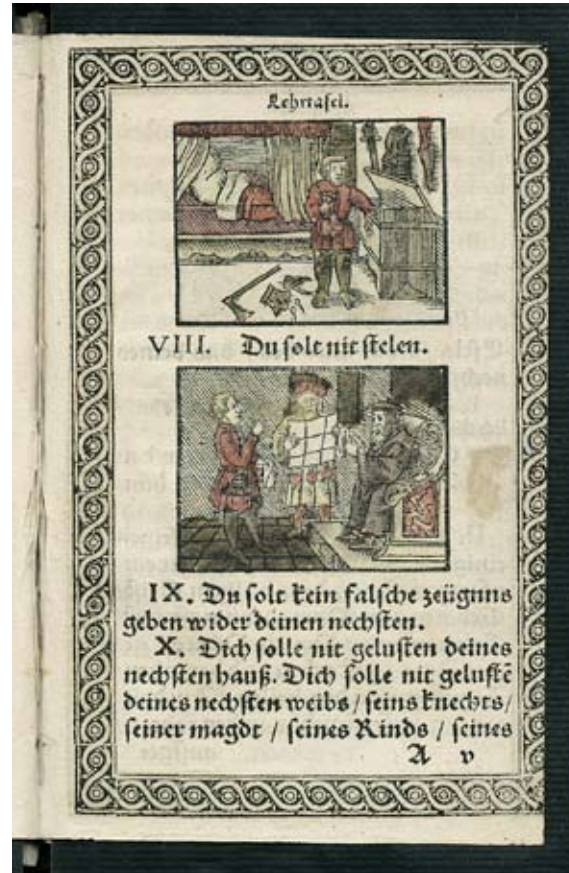 Lehrtafel.
VIII. Du solt nit stelen.
IX. Du solt kein falsche zeügnus
geben wider deinen nechsten.
X. Dich solle nit gelusten deines
nechsten hauß. Dich solle nit gelustē
deines nechsten weibs / seins knechts /
seiner magdt / seines Rinds / seines
A v